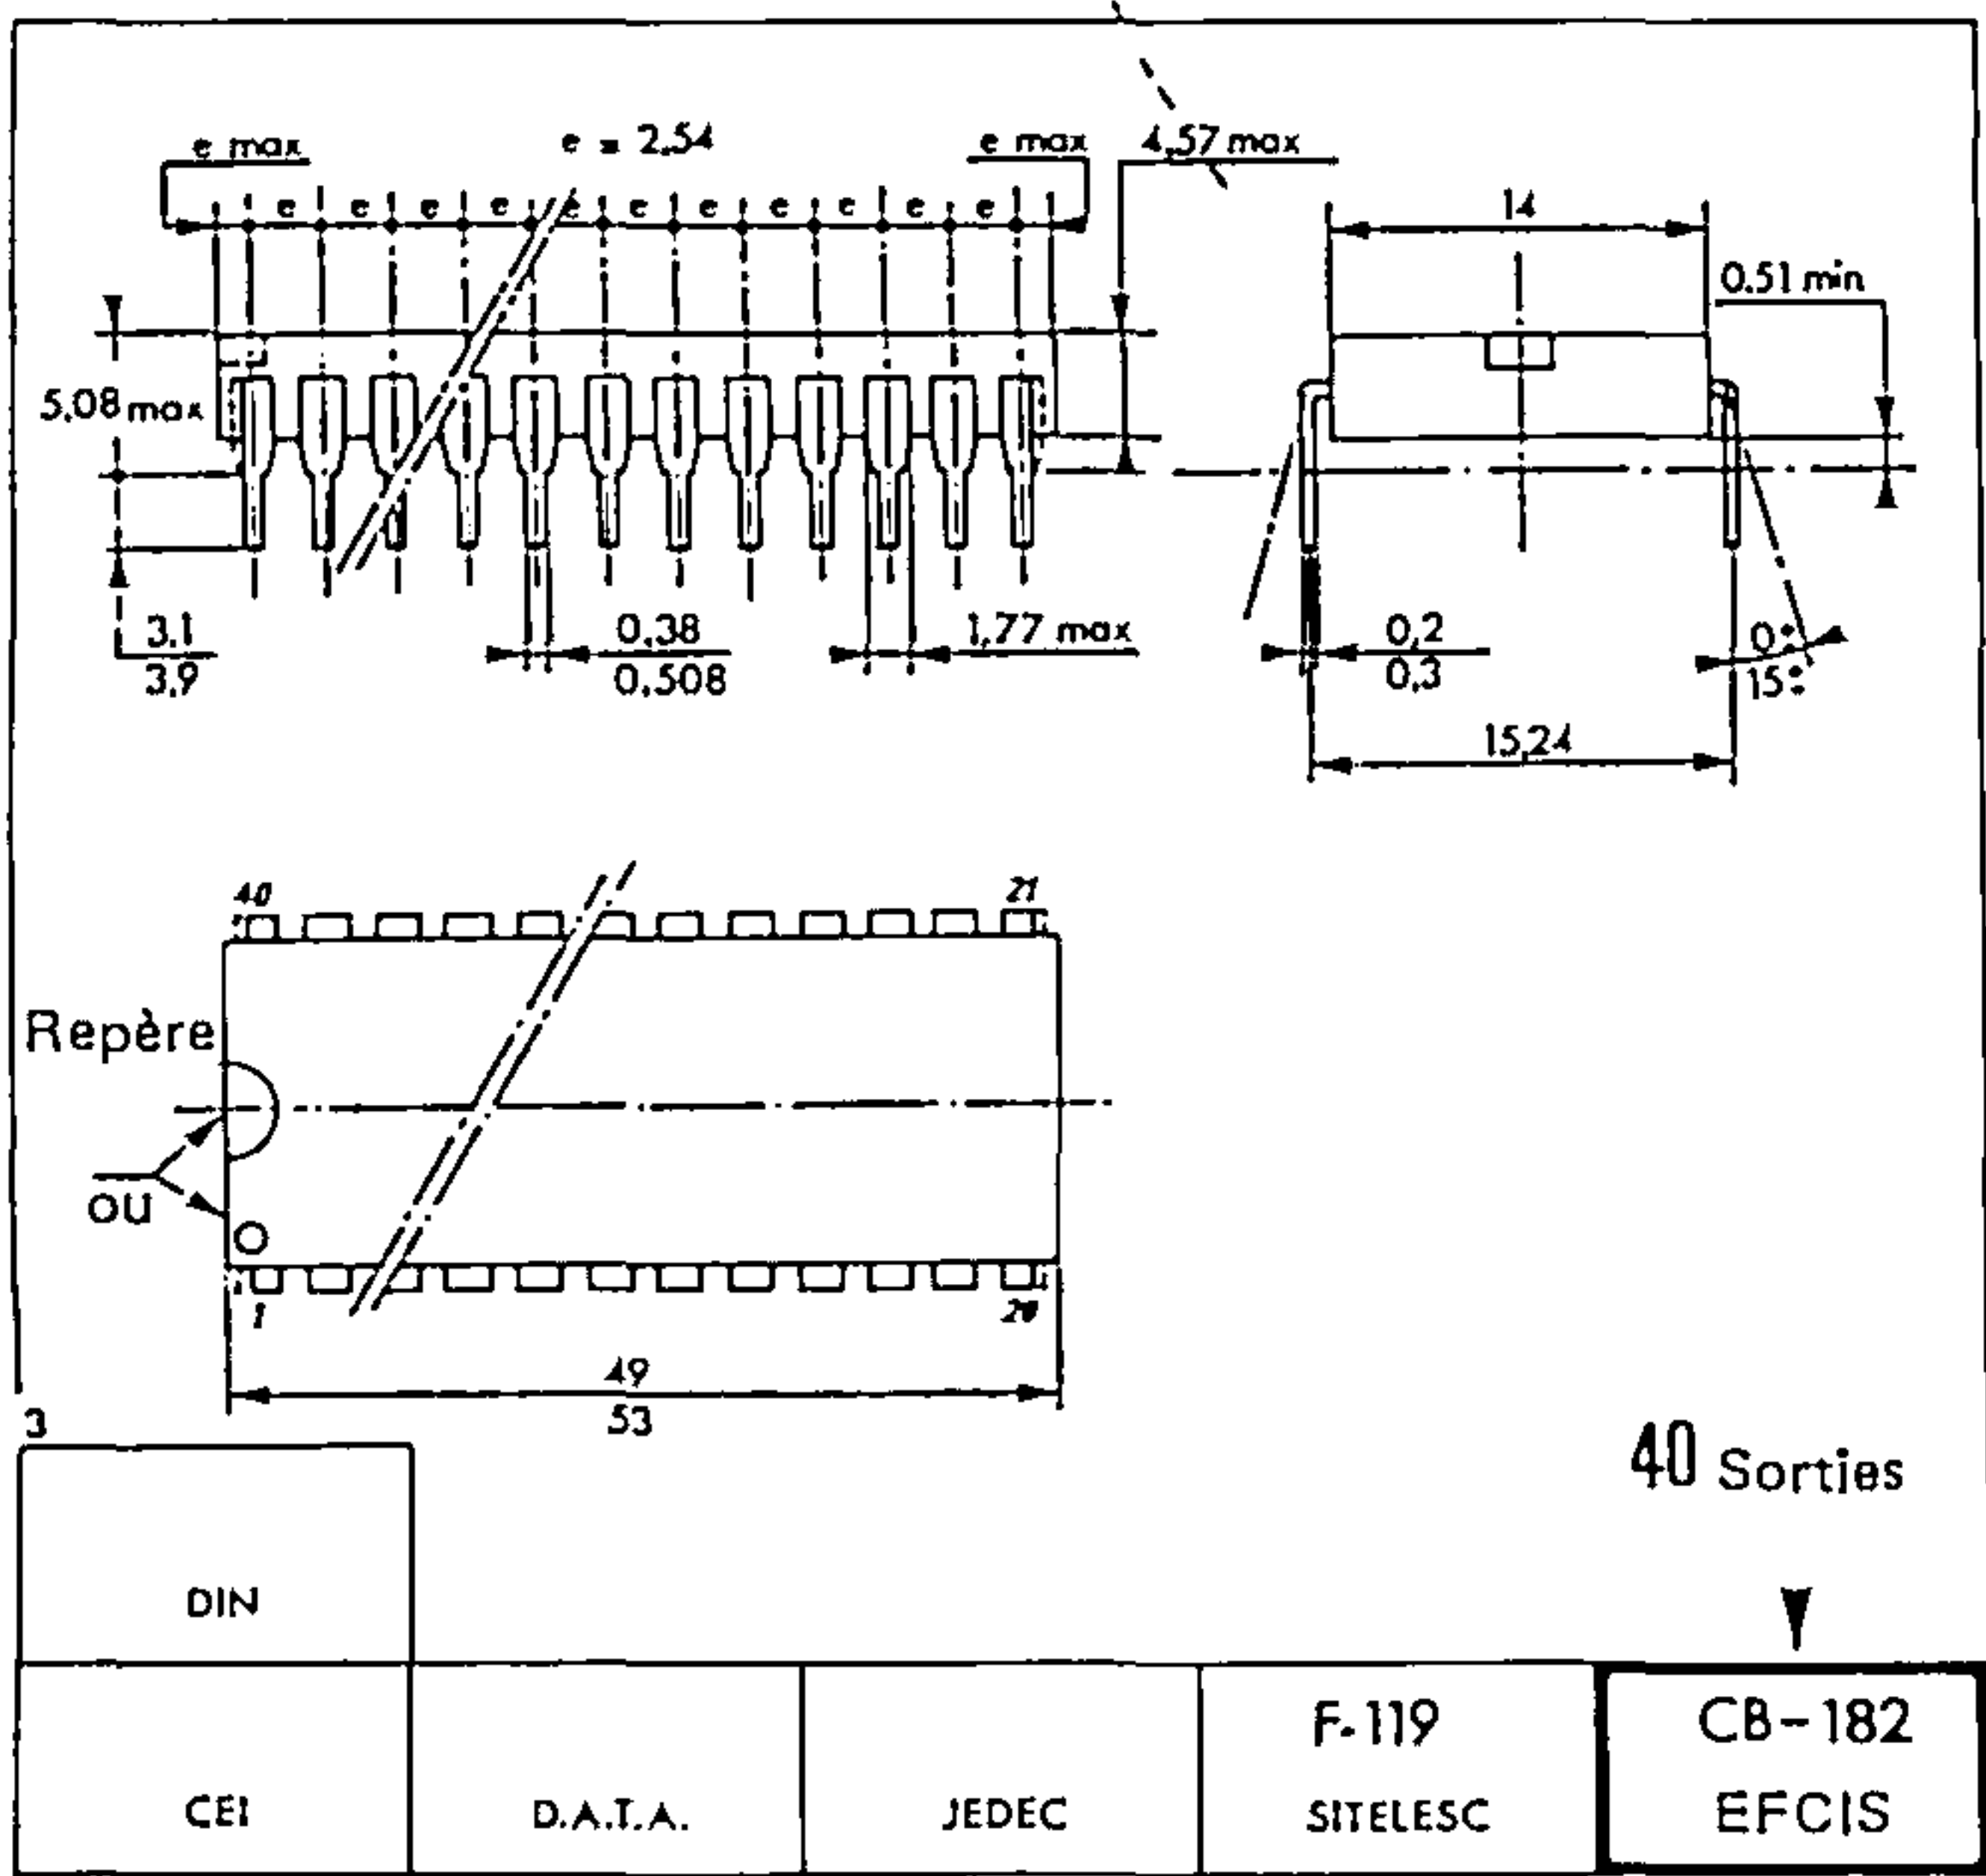 e max
e = 2,54
e max
4,57 max
e e e e e e e e e e e
14
0.51 min
5,08 max
3,1
3,9
0,38
0,508
1,77 max
0,2
0,3
0°
15°
15,24
40
21
Repère
ou
1
20
49
53
3
40 Sorties
DIN
CEI
D.A.T.A.
JEDEC
F-119
SITELESC
CB-182
EFCIS